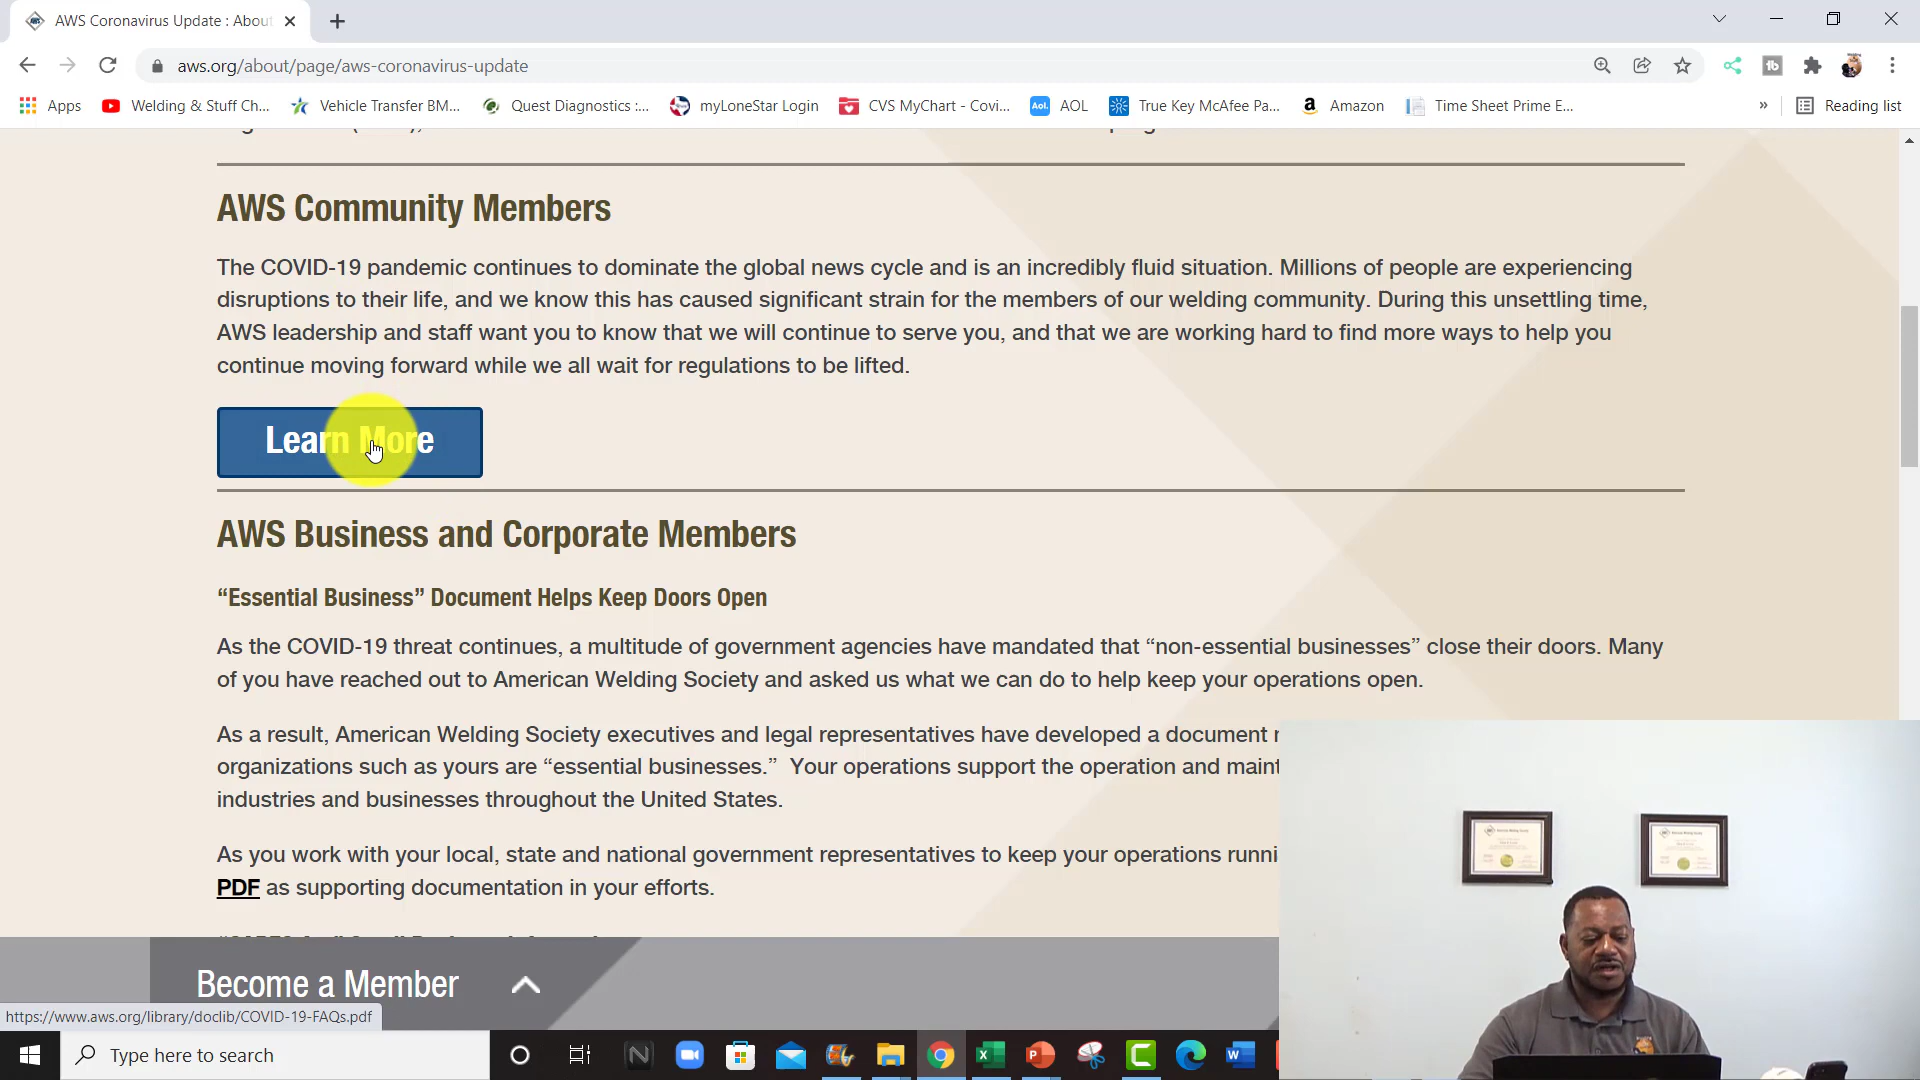 AWS Coronavirus Update : About
aws.org/about/page/aws-coronavirus-update
Apps
Welding & Stuff Ch...
Vehicle Transfer BM...
Quest Diagnostics :...
myLoneStar Login
CVS MyChart - Covi...
Aol.
AOL
True Key McAfee Pa...
Amazon
Time Sheet Prime E...
»
Reading list
AWS Community Members
The COVID-19 pandemic continues to dominate the global news cycle and is an incredibly fluid situation. Millions of people are experiencing
disruptions to their life, and we know this has caused significant strain for the members of our welding community. During this unsettling time,
AWS leadership and staff want you to know that we will continue to serve you, and that we are working hard to find more ways to help you
continue moving forward while we all wait for regulations to be lifted.
Learn More
AWS Business and Corporate Members
“Essential Business” Document Helps Keep Doors Open
As the COVID-19 threat continues, a multitude of government agencies have mandated that “non-essential businesses” close their doors. Many
of you have reached out to American Welding Society and asked us what we can do to help keep your operations open.
As a result, American Welding Society executives and legal representatives have developed a document
organizations such as yours are “essential businesses.” Your operations support the operation and
industries and businesses throughout the United States.
As you work with your local, state and national government representatives to keep your operations
PDF as supporting documentation in your efforts.
Become a Member
https://www.aws.org/library/doclib/COVID-19-FAQs.pdf
Type here to search